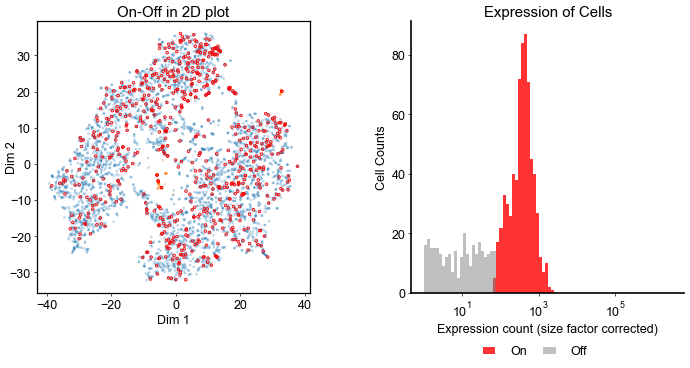 On-Off in 2D plot
Dim 2
30
20
10
0
−10
−20
−30
−40
−20
0
20
40
Dim 1
Expression of Cells
Cell Counts
80
60
40
20
0
10^1
10^3
10^5
Expression count (size factor corrected)
On
Off